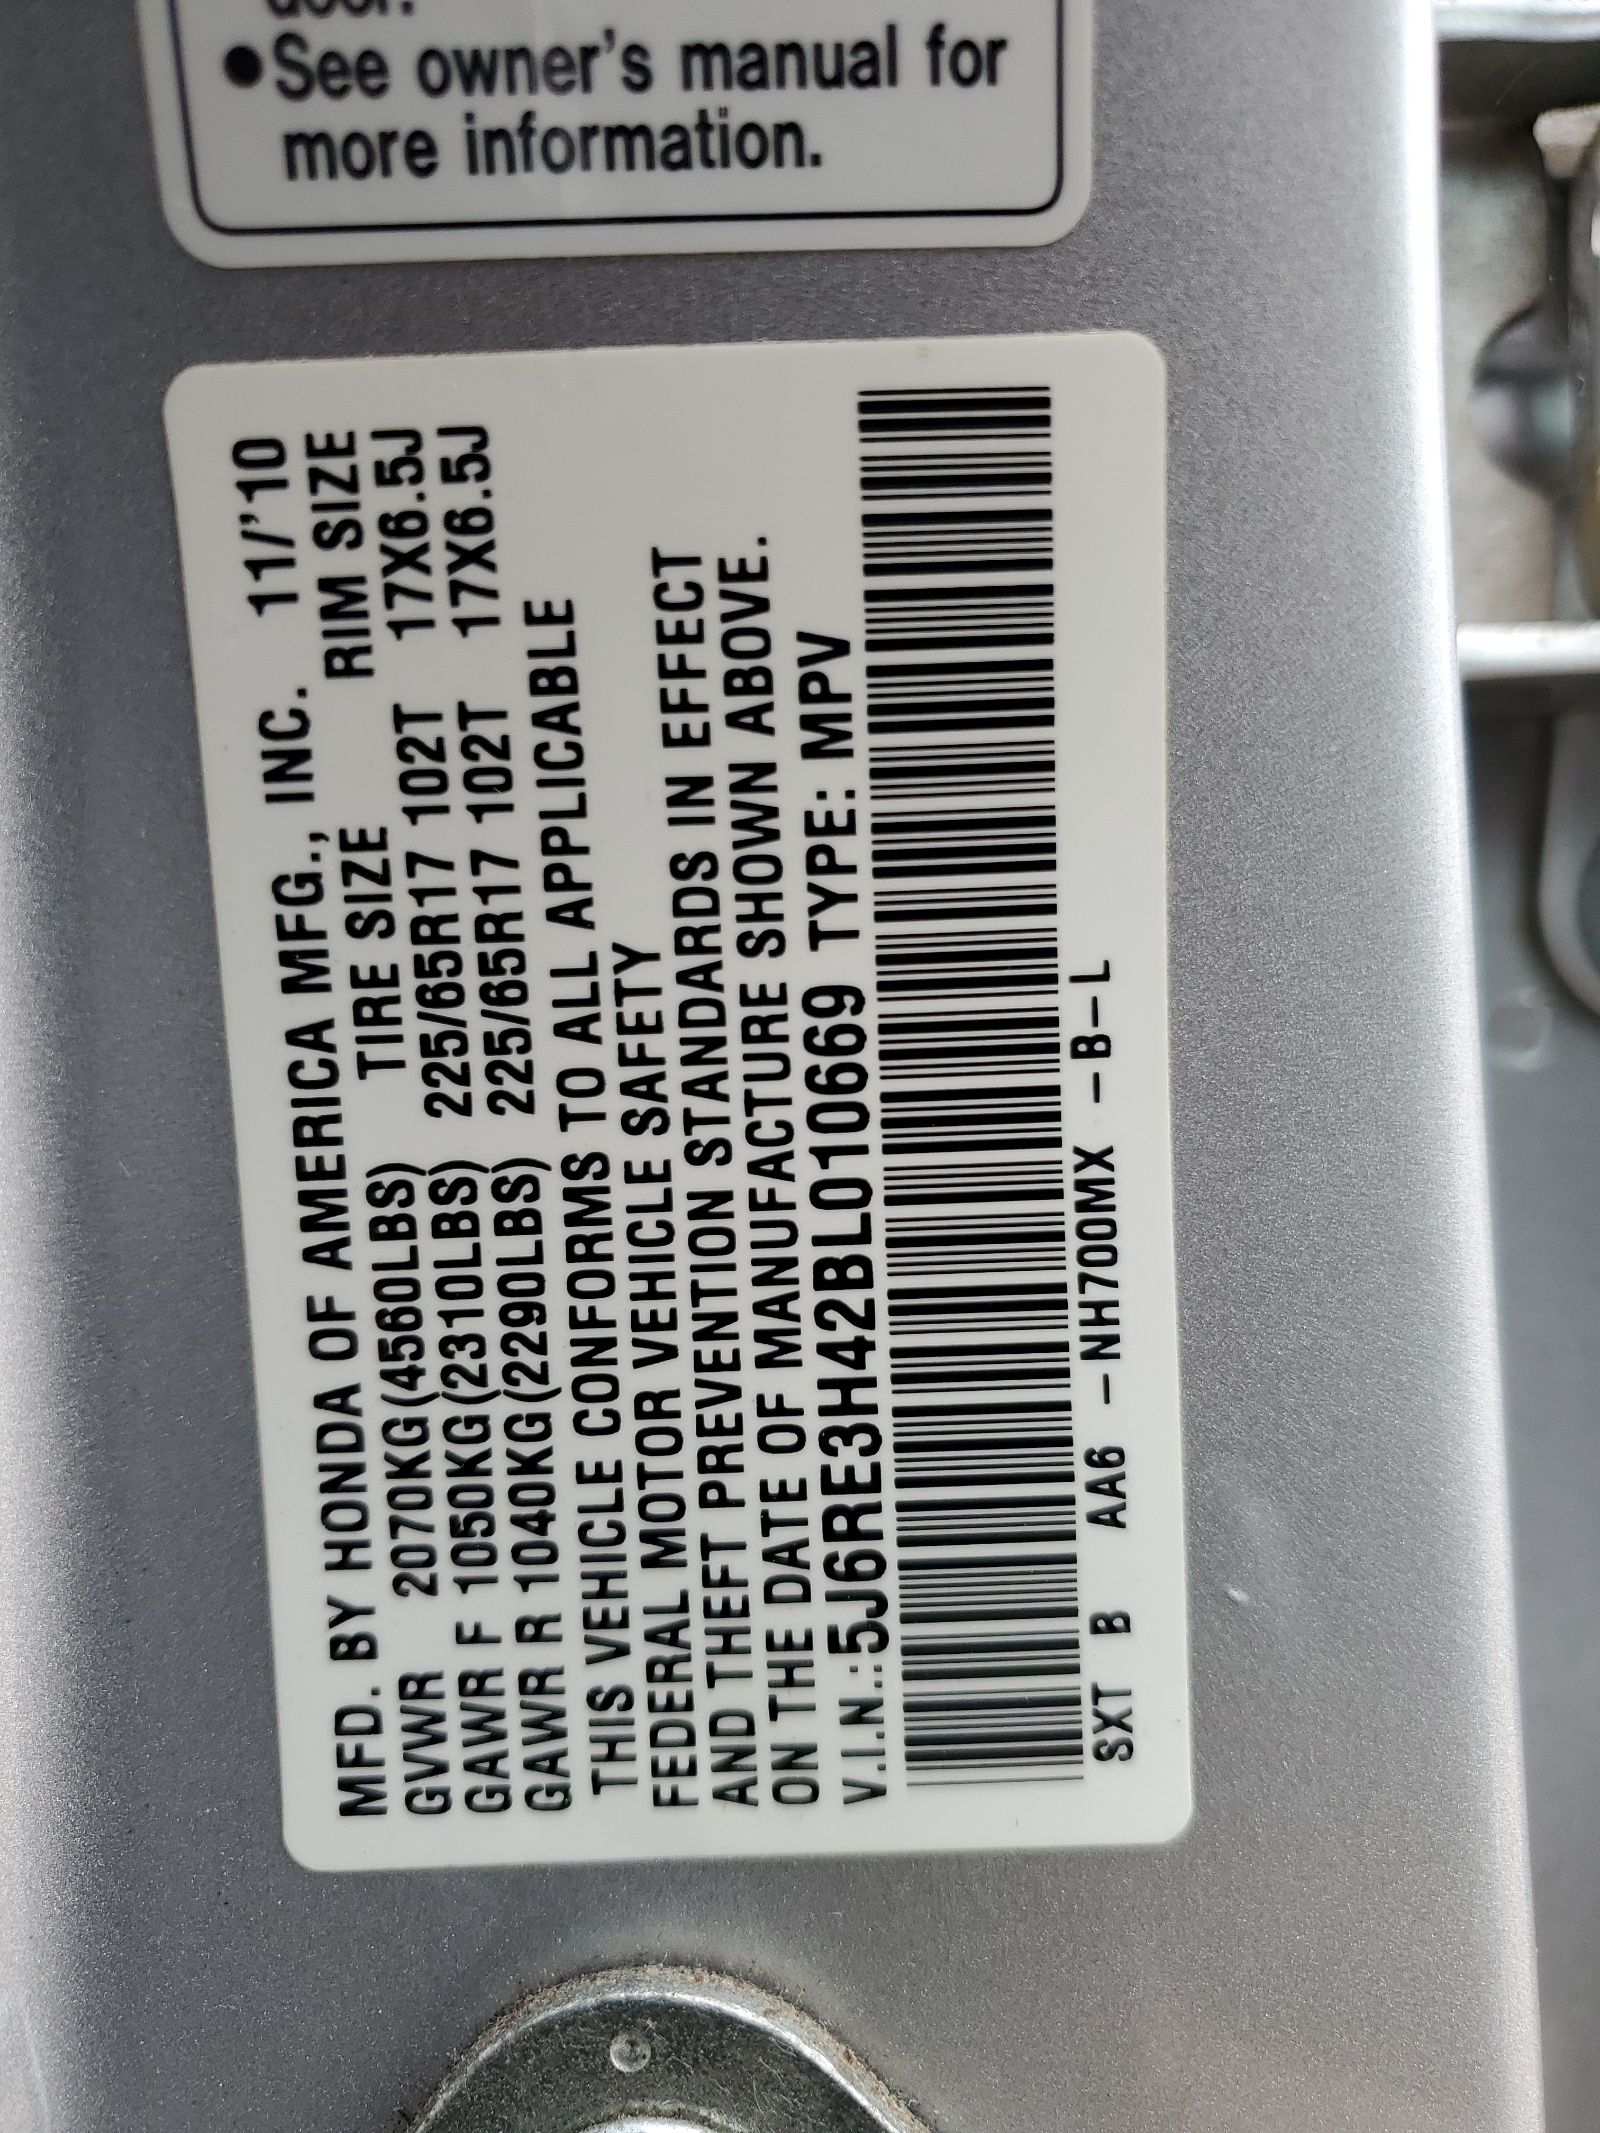 ●See owner's manual for
more information.
MFD. BY HONDA OF AMERICA MFG., INC. 11/'10
TIRE SIZE RIM SIZE
GVWR 2070KG(4560LBS)
GAWR F 1050KG(2310LBS) 225/65R17 102T 17X6.5J
GAWR R 1040KG(2290LBS) 225/65R17 102T 17X6.5J
THIS VEHICLE CONFORMS TO ALL APPLICABLE
FEDERAL MOTOR VEHICLE SAFETY
AND THEFT PREVENTION STANDARDS IN EFFECT
ON THE DATE OF MANUFACTURE SHOWN ABOVE.
V.I.N.:5J6RE3H42BL010669 TYPE: MPV
SXT B AA6 -NH700MX -B-L